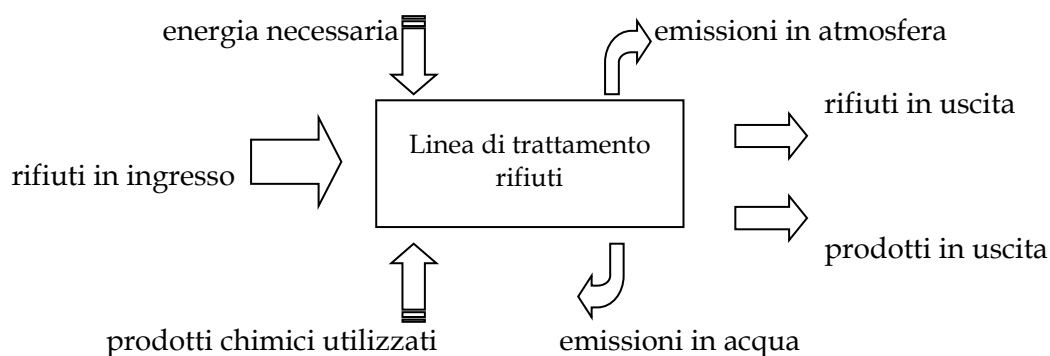 energia necessaria
emissioni in atmosfera
rifiuti in uscita
Linea di trattamento
rifiuti
rifiuti in ingresso
prodotti in uscita
prodotti chimici utilizzati
emissioni in acqua